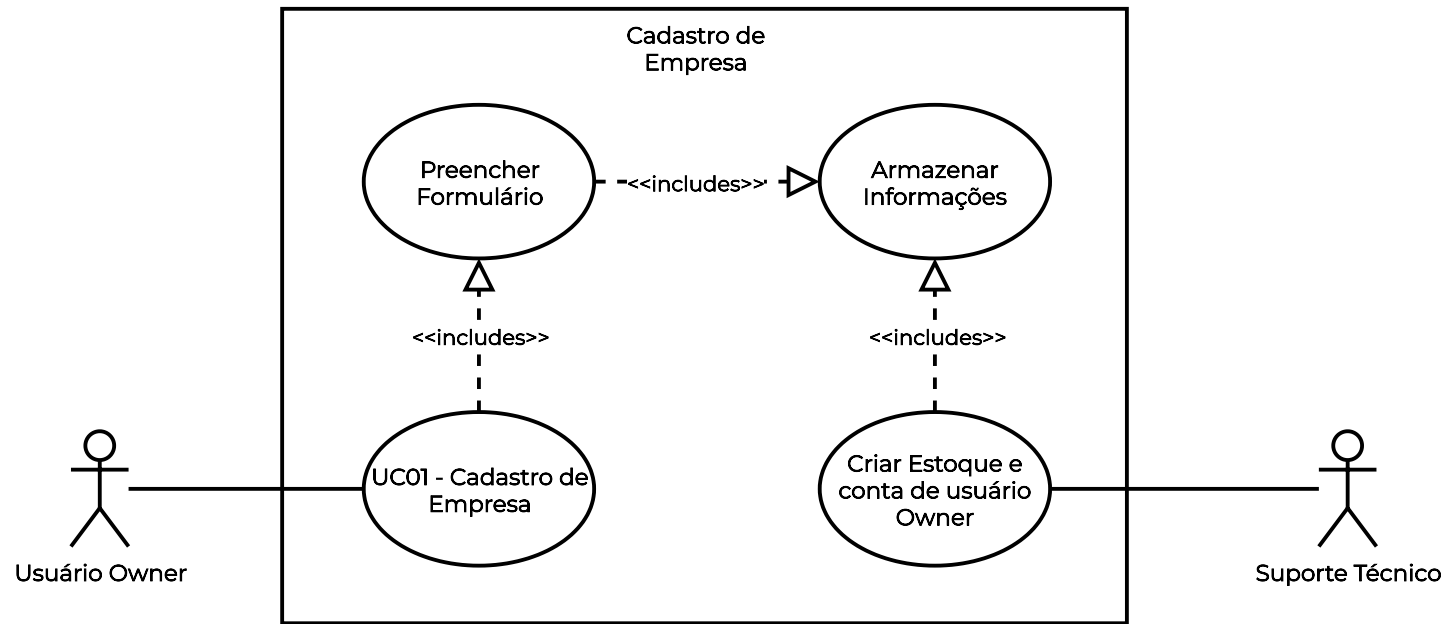 Cadastro de
Empresa
Preencher
Formulário
<<includes>>
Armazenar
Informações
<<includes>>
<<includes>>
UC01 - Cadastro de
Empresa
Criar Estoque e
conta de usuário
Owner
Usuário Owner
Suporte Técnico